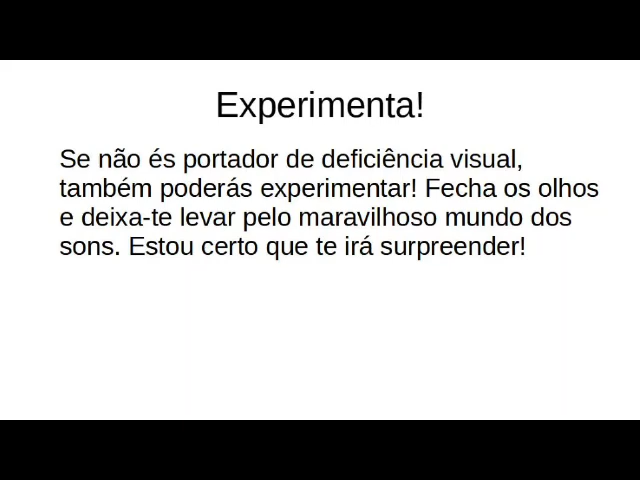 Experimenta!
Se não és portador de deficiência visual,
também poderás experimentar! Fecha os olhos
e deixa-te levar pelo maravilhoso mundo dos
sons. Estou certo que te irá surpreender!